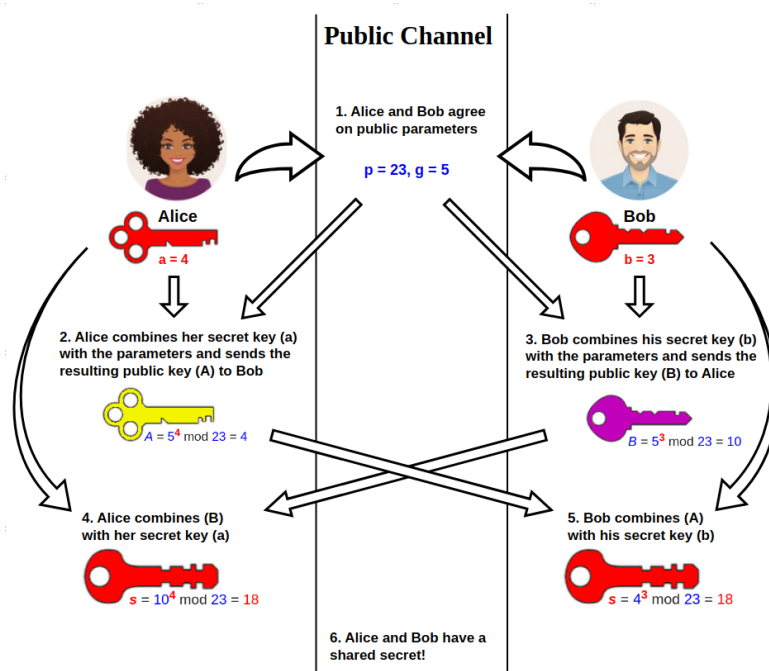 Public Channel
1. Alice and Bob agree
on public parameters
p = 23, g = 5
Alice
a = 4
Bob
b = 3
2. Alice combines her secret key (a)
with the parameters and sends the
resulting public key (A) to Bob
A = 5⁴ mod 23 = 4
3. Bob combines his secret key (b)
with the parameters and sends the
resulting public key (B) to Alice
B = 5³ mod 23 = 10
4. Alice combines (B)
with her secret key (a)
s = 10⁴ mod 23 = 18
5. Bob combines (A)
with his secret key (b)
s = 4³ mod 23 = 18
6. Alice and Bob have a
shared secret!